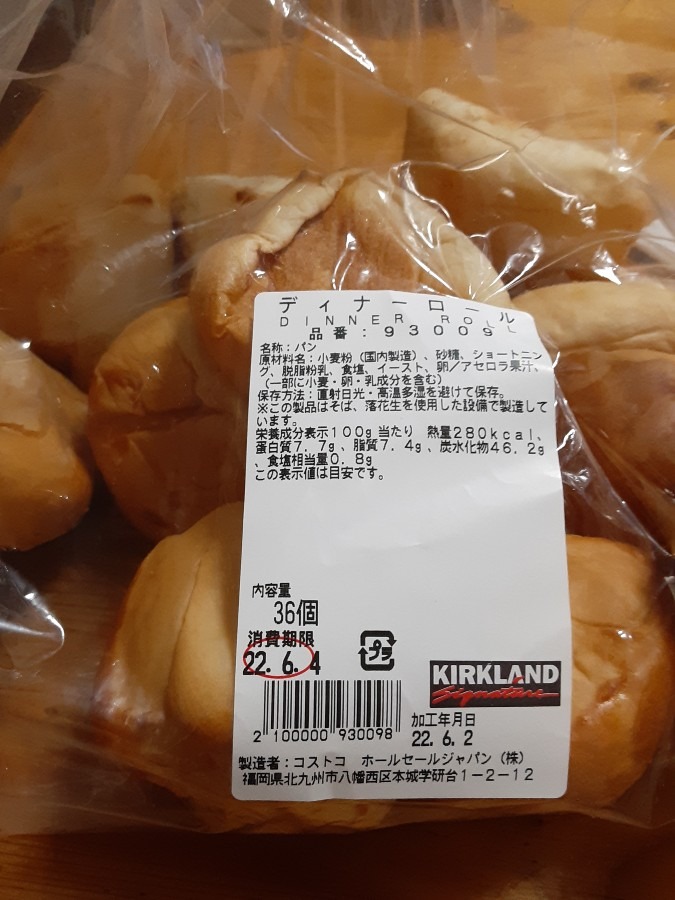 ディナーロール
DINNER ROLL
品番：93009
名称：パン
原材料名：小麦粉（国内製造）、砂糖、ショートニン
グ、脱脂粉乳、食塩、イースト、卵／アセロラ果汁、
（一部に小麦・卵・乳成分を含む）
保存方法：直射日光・高温多湿を避けて保存。
※この製品はそば、落花生を使用した設備で製造して
います。
栄養成分表示100g当たり 熱量280kcal、
蛋白質7.7g、脂質7.4g、炭水化物46.2g
、食塩相当量0.8g
この表示値は目安です。
内容量
36個
消費期限
22.6.4
プラ
KIRKLAND
Signature
2 100000 930098
加工年月日
22.6.2
製造者：コストコ ホールセールジャパン（株）
福岡県北九州市八幡西区本城学研台1-2-12